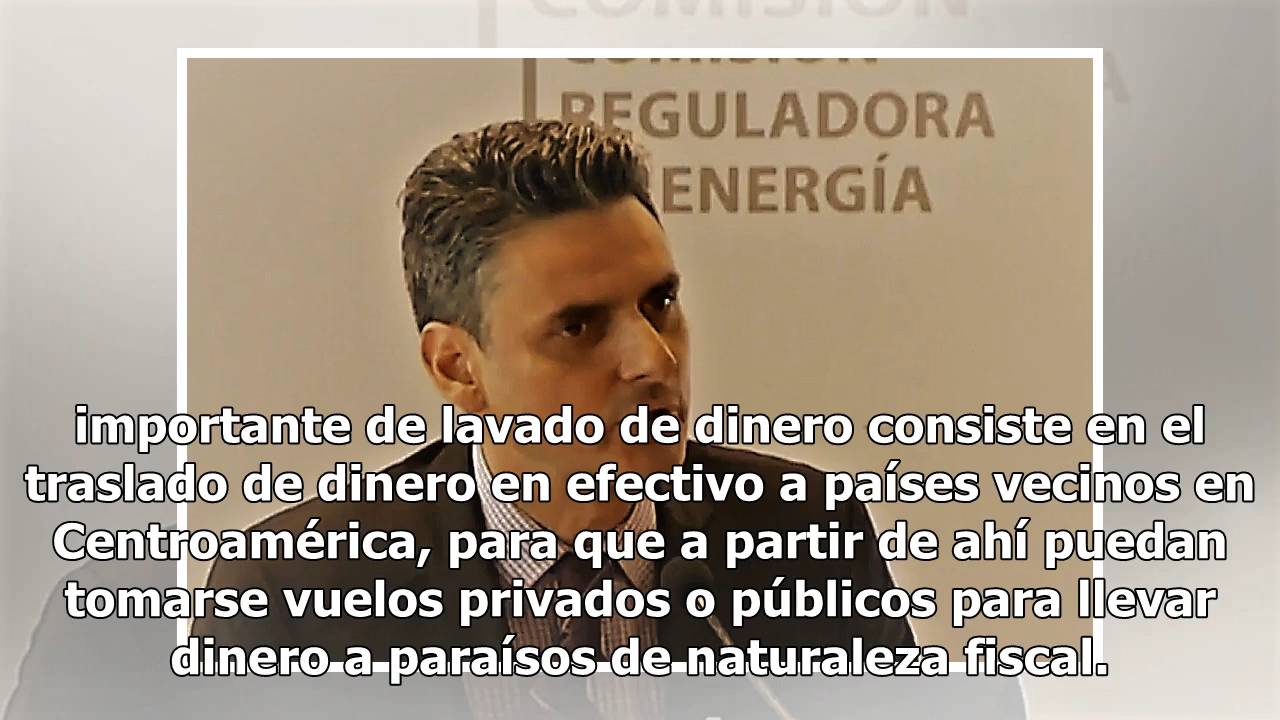 COMISIÓN
COMISIÓN
REGULADORA
ENERGÍA
importante de lavado de dinero consiste en el
traslado de dinero en efectivo a países vecinos en
Centroamérica, para que a partir de ahí puedan
tomarse vuelos privados o públicos para llevar
dinero a paraísos de naturaleza fiscal.